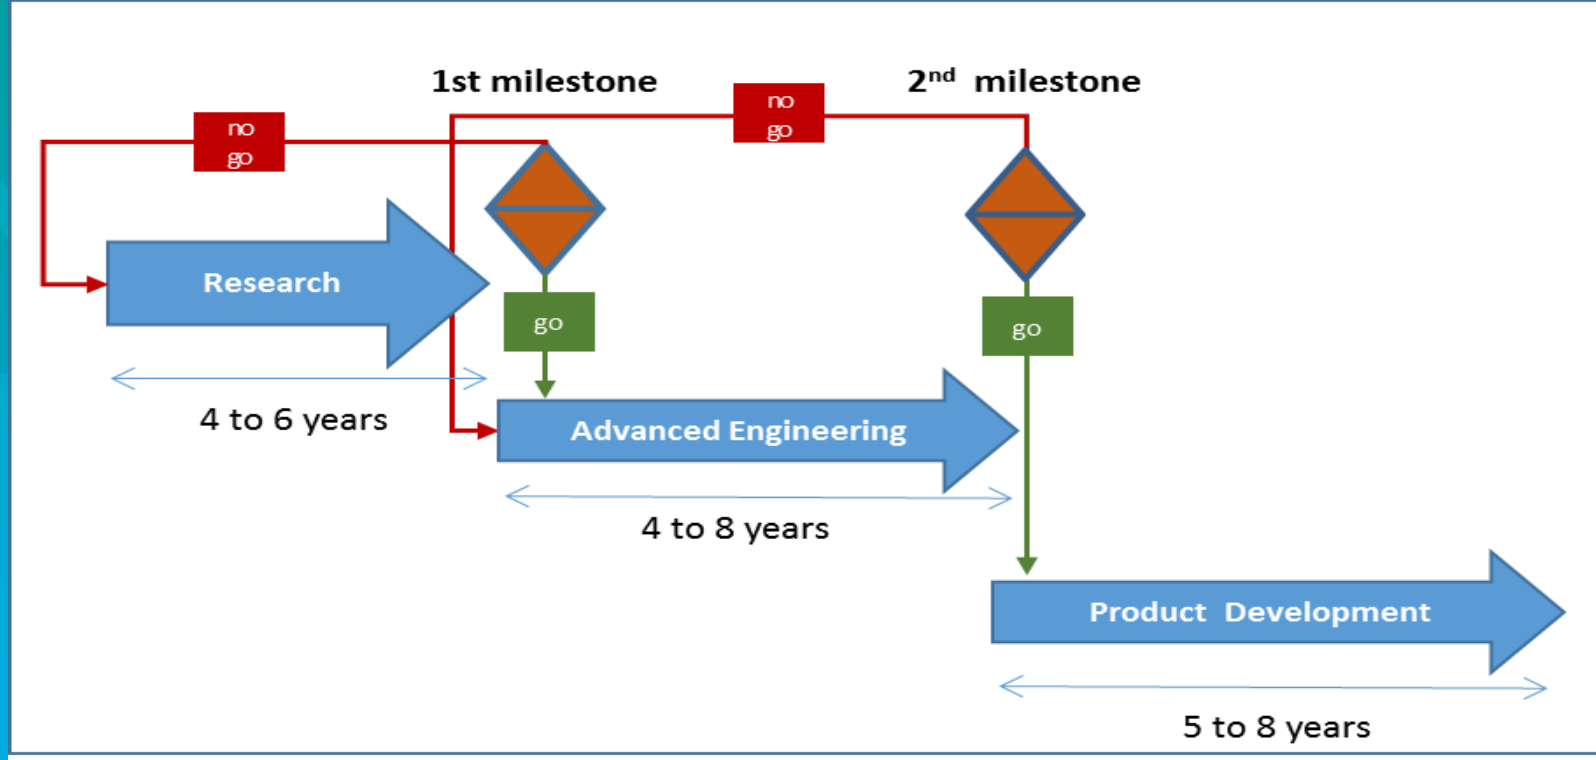 1st milestone
2nd milestone
no
go
no
go
Research
go
go
4 to 6 years
Advanced Engineering
4 to 8 years
Product Development
5 to 8 years